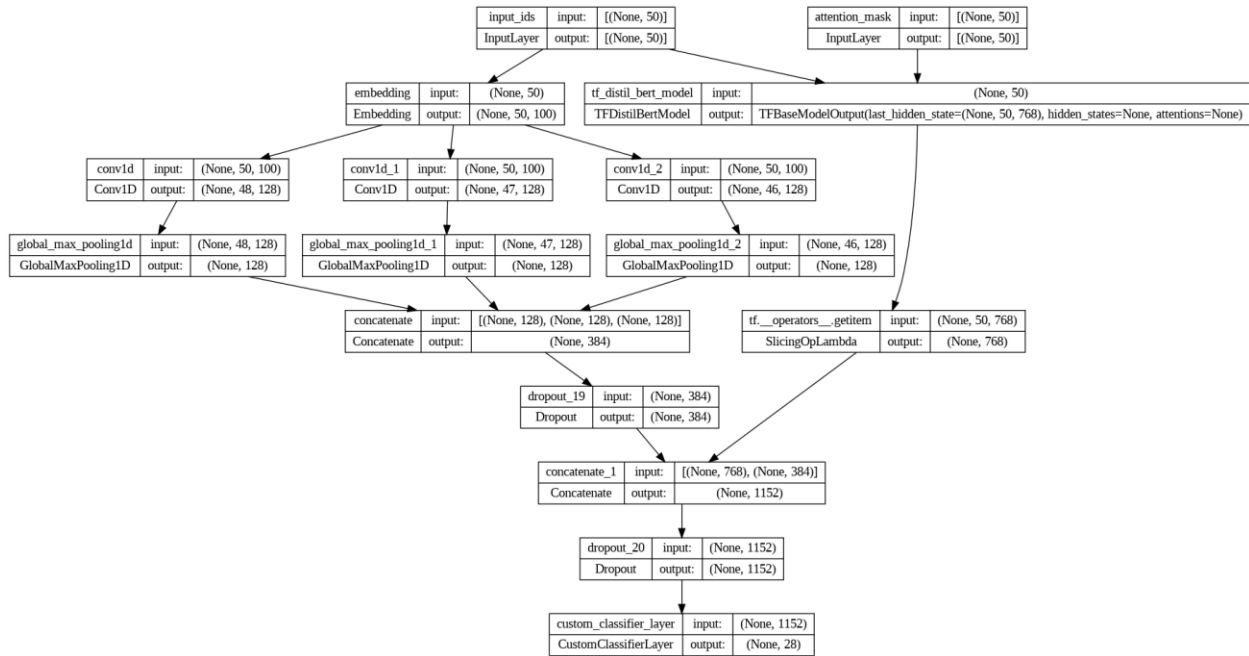 input_ids input: [(None, 50)]
InputLayer output: [(None, 50)]
attention_mask input: [(None, 50)]
InputLayer output: [(None, 50)]
embedding input: (None, 50)
Embedding output: (None, 50, 100)
tf_distil_bert_model input: (None, 50)
TFDistilBertModel output: TFBaseModelOutput(last_hidden_state=(None, 50, 768), hidden_states=None, attentions=None)
conv1d input: (None, 50, 100)
Conv1D output: (None, 48, 128)
conv1d_1 input: (None, 50, 100)
Conv1D output: (None, 47, 128)
conv1d_2 input: (None, 50, 100)
Conv1D output: (None, 46, 128)
global_max_pooling1d input: (None, 48, 128)
GlobalMaxPooling1D output: (None, 128)
global_max_pooling1d_1 input: (None, 47, 128)
GlobalMaxPooling1D output: (None, 128)
global_max_pooling1d_2 input: (None, 46, 128)
GlobalMaxPooling1D output: (None, 128)
concatenate input: [(None, 128), (None, 128), (None, 128)]
Concatenate output: (None, 384)
tf.__operators__.getitem input: (None, 50, 768)
SlicingOpLambda output: (None, 768)
dropout_19 input: (None, 384)
Dropout output: (None, 384)
concatenate_1 input: [(None, 768), (None, 384)]
Concatenate output: (None, 1152)
dropout_20 input: (None, 1152)
Dropout output: (None, 1152)
custom_classifier_layer input: (None, 1152)
CustomClassifierLayer output: (None, 28)